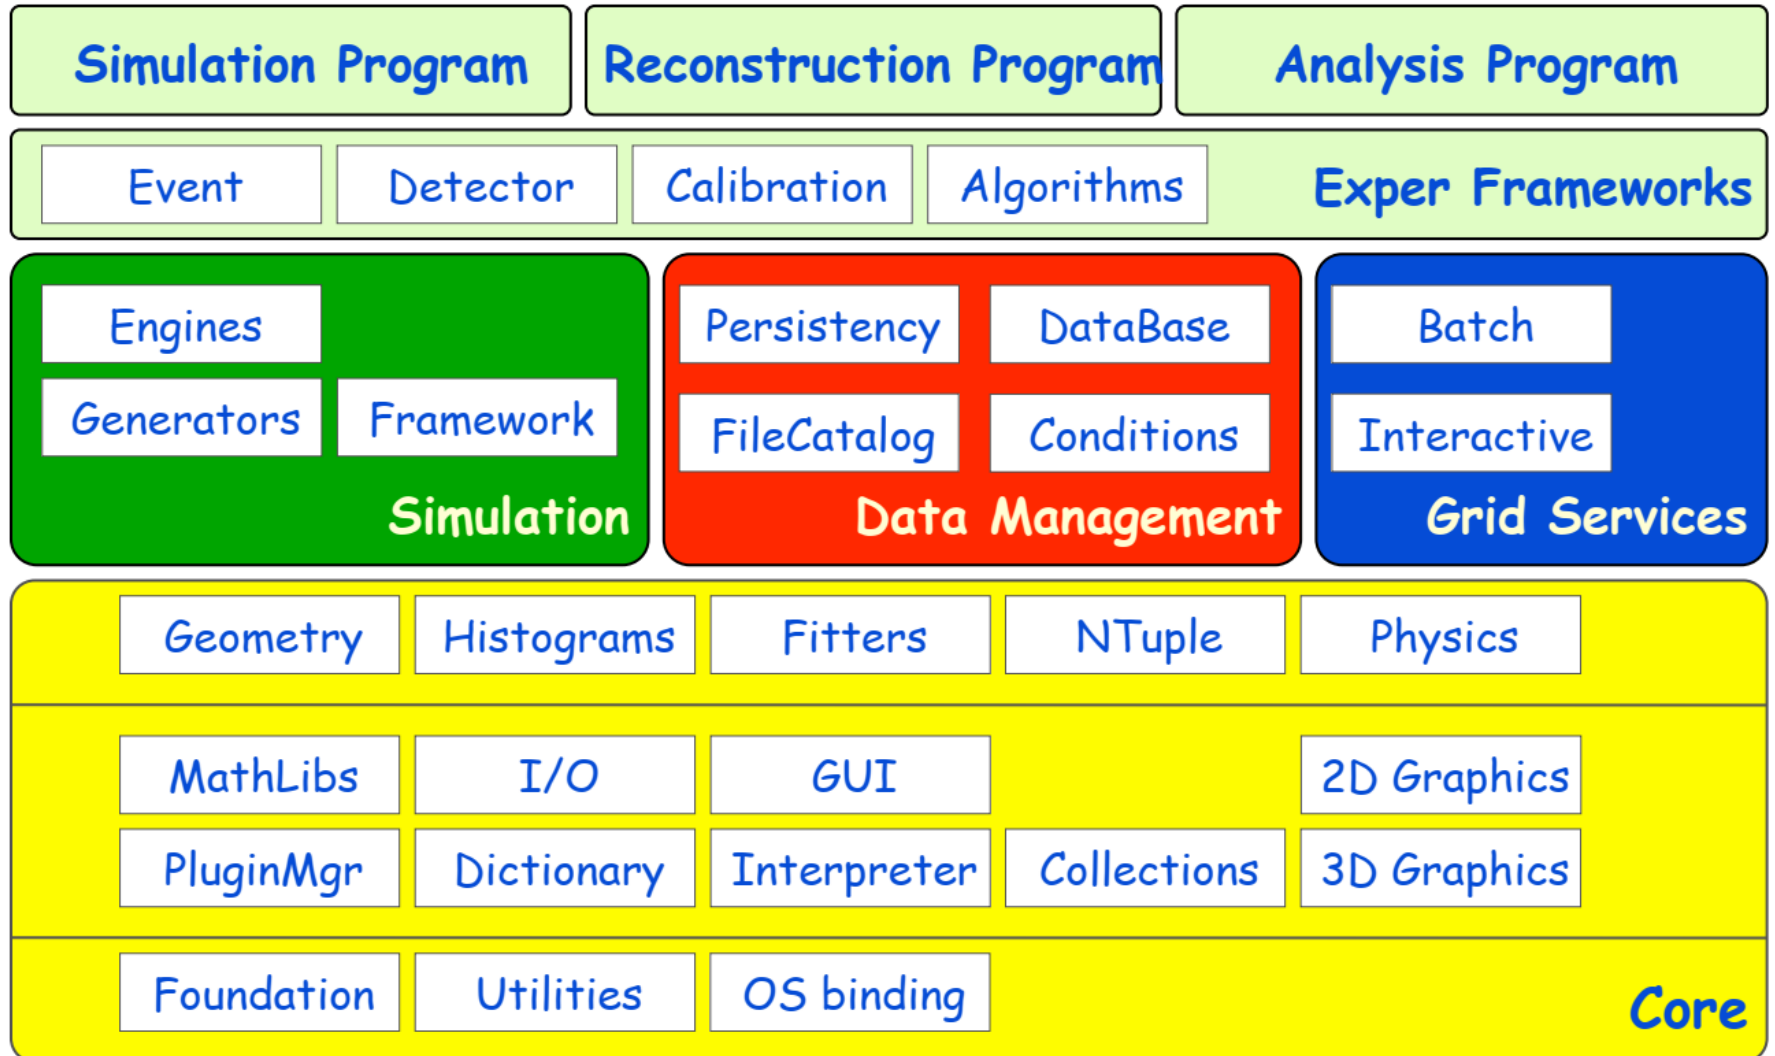 Simulation Program
Reconstruction Program
Analysis Program
Event
Detector
Calibration
Algorithms
Exper Frameworks
Engines
Generators
Framework
Simulation
Persistency
DataBase
FileCatalog
Conditions
Data Management
Batch
Interactive
Grid Services
Geometry
Histograms
Fitters
NTuple
Physics
MathLibs
I/O
GUI
2D Graphics
PluginMgr
Dictionary
Interpreter
Collections
3D Graphics
Foundation
Utilities
OS binding
Core